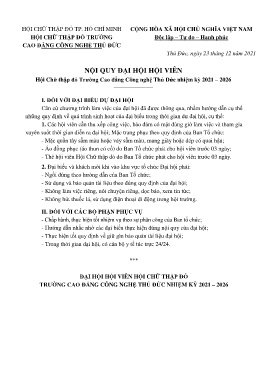 HỘI CHỮ THẬP ĐỎ TP. HỒ CHÍ MINH
HỘI CHỮ THẬP ĐỎ TRƯỜNG
CAO ĐẲNG CÔNG NGHỆ THỦ ĐỨC
CỘNG HÒA XÃ HỘI CHỦ NGHĨA VIỆT NAM
Độc lập – Tự do – Hạnh phúc
Thủ Đức, ngày 23 tháng 12 năm 2021
NỘI QUY ĐẠI HỘI HỘI VIÊN
Hội Chữ thập đỏ Trường Cao đẳng Công nghệ Thủ Đức nhiệm kỳ 2021 – 2026
I. ĐỐI VỚI ĐẠI BIỂU DỰ ĐẠI HỘI
Căn cứ chương trình làm việc của đại hội đã được thông qua, nhằm hướng dẫn cụ thể
những quy định về quá trình sinh hoạt của đại biểu trong thời gian dự đại hội, cụ thể:
1. Các hội viên cần thu xếp công việc, bảo đảm có mặt đúng giờ làm việc và tham gia
xuyên suốt phiên diễn ra đại hội; Mặc trang phục theo quy định của Ban Tổ chức:
- Mặc quần tây sẫm màu hoặc váy sẫm màu, mang giày hoặc dép có quai hậu;
- Áo đồng phục (áo thun cổ cò) do Ban Tổ chức phát cho hội viên trước 03 ngày;
- Thẻ hội viên Hội Chữ thập đỏ do Ban Tổ chức phát cho hội viên trước 03 ngày.
2. Đại biểu và khách mời khi vào khu vực tổ chức Đại hội phải:
- Ngồi đúng theo hướng dẫn của Ban Tổ chức.
- Sử dụng và bảo quản tài liệu theo đúng quy định của đại hội;
- Không làm việc riêng, nói chuyện riêng, đọc báo, xem tin tức;
- Không hút thuốc lá, sử dụng điện thoại di động trong hội trường.
II. ĐỐI VỚI CÁC BỘ PHẬN PHỤC VỤ
- Chấp hành, thực hiện tốt nhiệm vụ theo sự phân công của Ban tổ chức;
- Hướng dẫn nhắc nhở các đại biểu thực hiện đúng nội quy của đại hội;
- Thực hiện tốt quy định về giữ gìn bảo quản tài liệu đại hội;
- Trong thời gian đại hội, có cán bộ y tế túc trực 24/24.
***
ĐẠI HỘI HỘI VIÊN HỘI CHỮ THẬP ĐỎ
TRƯỜNG CAO ĐẲNG CÔNG NGHỆ THỦ ĐỨC NHIỆM KỲ 2021 – 2026